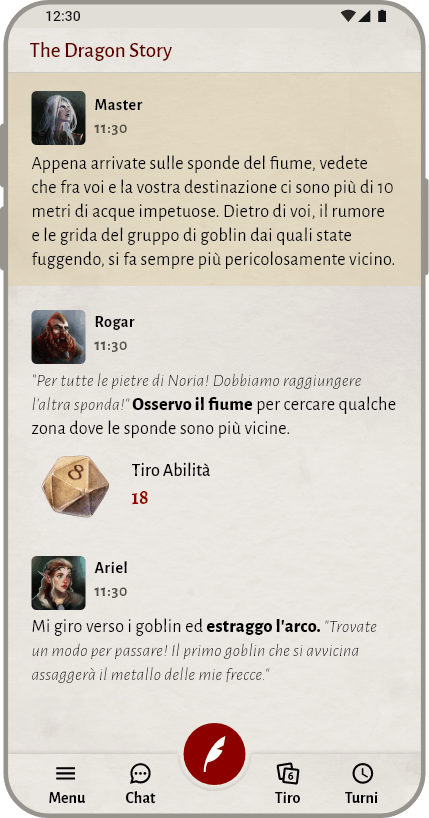 12:30
The Dragon Story
Master
11:30
Appena arrivate sulle sponde del fiume, vedete
che fra voi e la vostra destinazione ci sono più di 10
metri di acque impetuose. Dietro di voi, il rumore
e le grida del gruppo di goblin dai quali state
fuggendo, si fa sempre più pericolosamente vicino.
Rogar
11:30
"Per tutte le pietre di Noria! Dobbiamo raggiungere
l'altra sponda!" Osservo il fiume per cercare qualche
zona dove le sponde sono più vicine.
8
Tiro Abilità
18
Ariel
11:30
Mi giro verso i goblin ed estraggo l'arco. "Trovate
un modo per passare! Il primo goblin che si avvicina
assaggerà il metallo delle mie frecce."
6
Menu Chat Tiro Turni